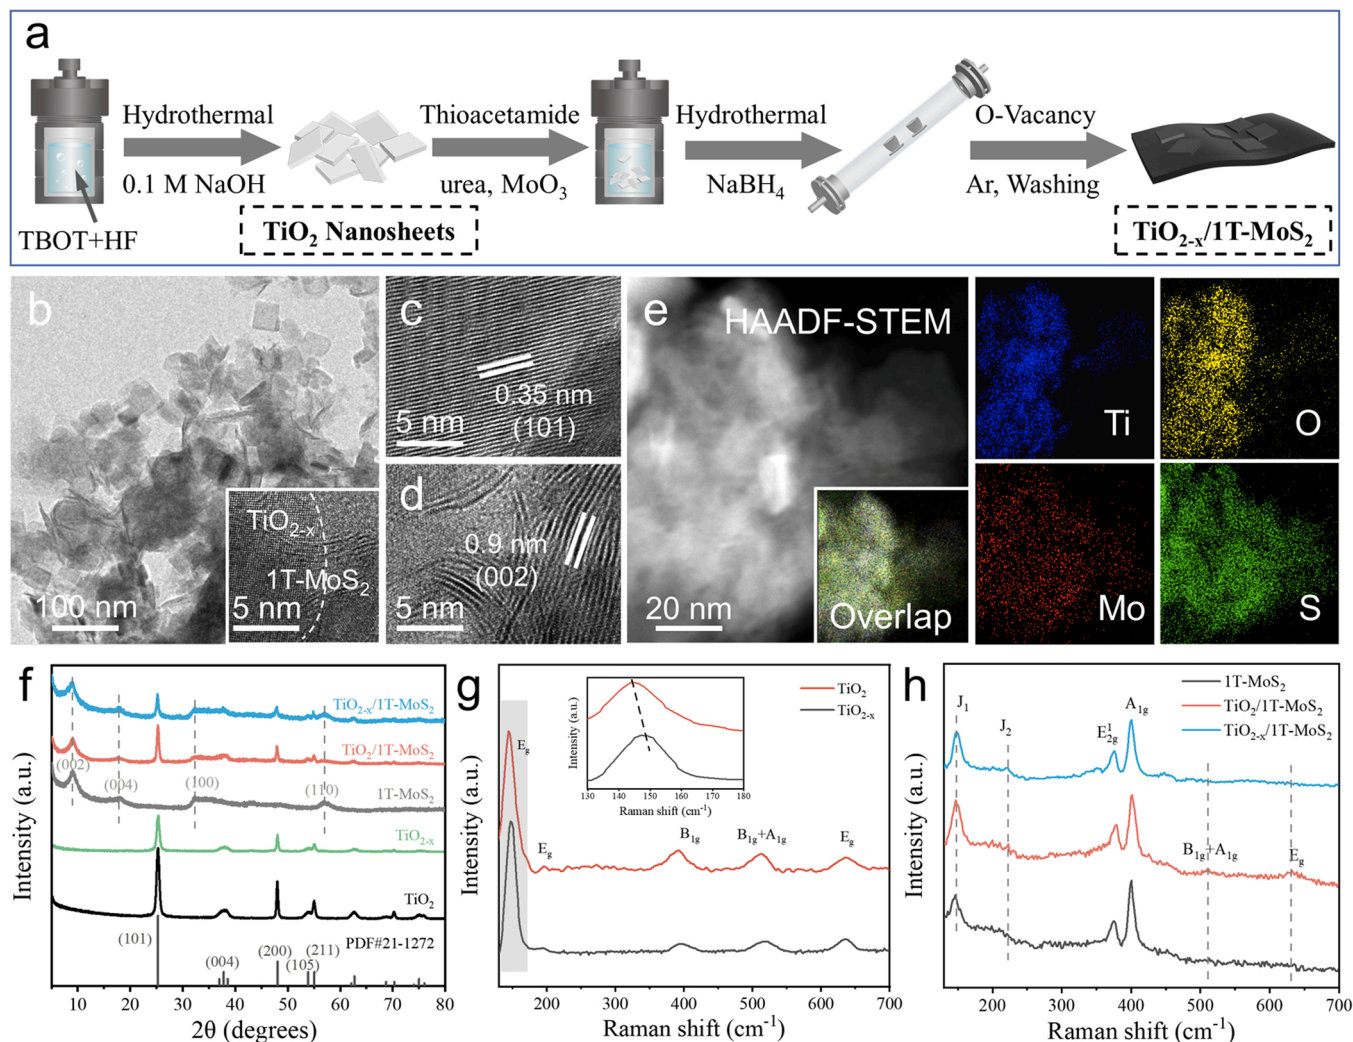 a
Hydrothermal
0.1 M NaOH
TBOT+HF
TiO2 Nanosheets
Thioacetamide
urea, MoO3
Hydrothermal
NaBH4
O-Vacancy
Ar, Washing
TiO2-x/1T-MoS2
b
100 nm
TiO2-x
1T-MoS2
5 nm
c
0.35 nm
(101)
5 nm
d
0.9 nm
(002)
5 nm
e
HAADF-STEM
20 nm
Overlap
Ti
O
Mo
S
f
TiO2-x/1T-MoS2
TiO2/1T-MoS2
(002)
(004)
(100)
(110)
1T-MoS2
TiO2-x
TiO2
PDF#21-1272
(101)
(004)
(200)
(105)
(211)
5 10 20 30 40 50 60 70 80
2θ (degrees)
Intensity (a.u.)
g
TiO2
TiO2-x
Intensity (a.u.)
130 140 150 160 170 180
Raman shift (cm-1)
Eg
Eg
B1g
B1g+A1g
Eg
200 300 400 500 600 700
Raman shift (cm-1)
Intensity (a.u.)
h
1T-MoS2
TiO2/1T-MoS2
TiO2-x/1T-MoS2
J1
J2
E12g
A1g
B1g+A1g
Eg
200 300 400 500 600 700
Raman shift (cm-1)
Intensity (a.u.)